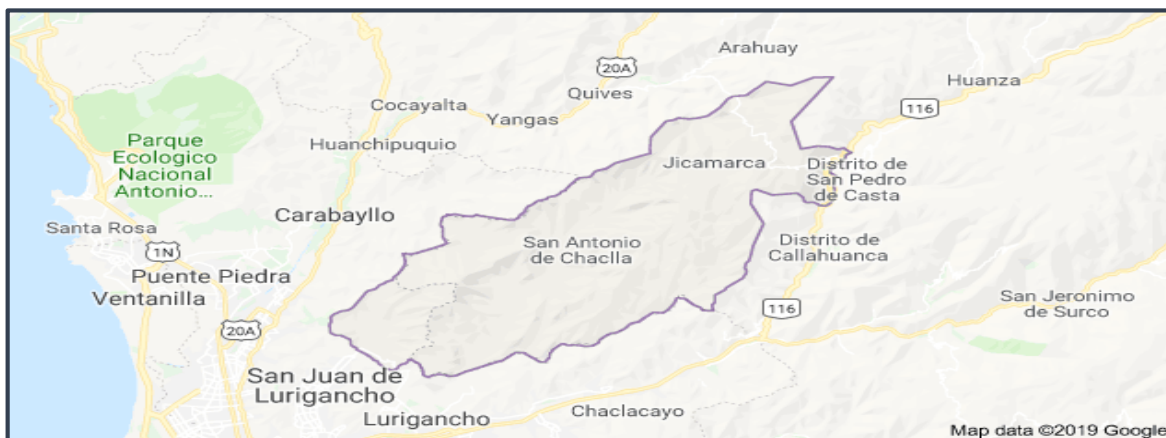 Arahuay
20A
Huanza
Quives
Cocayalta
116
Yangas
Parque
Ecologico
Nacional
Antonio...
Huanchipuquio
Jicamarca
Distrito de
San Pedro
de Casta
Carabayllo
Santa Rosa
San Antonio
de Chaclla
Distrito de
Callahuanca
1N
Puente Piedra
Ventanilla
San Jeronimo
de Surco
116
20A
San Juan de
Lurigancho
Chaclacayo
Lurigancho
Map data ©2019 Google